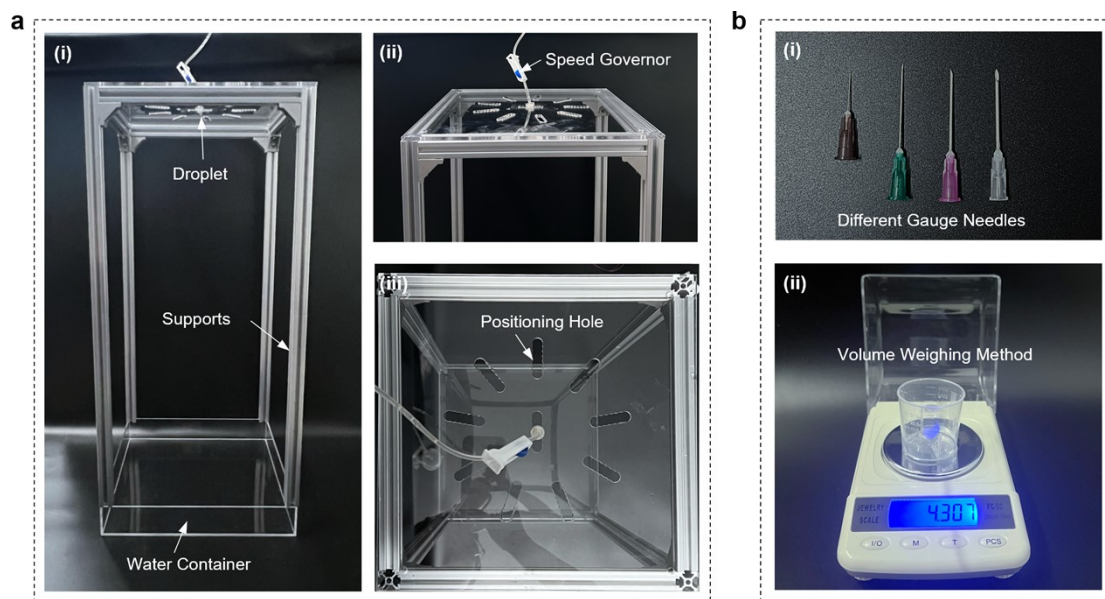 a
(i)
Droplet
Supports
Water Container
(ii)
Speed Governor
(iii)
Positioning Hole
b
(i)
Different Gauge Needles
(ii)
Volume Weighing Method
JEWELRY
SCALE
4.307
I/O M T PCS